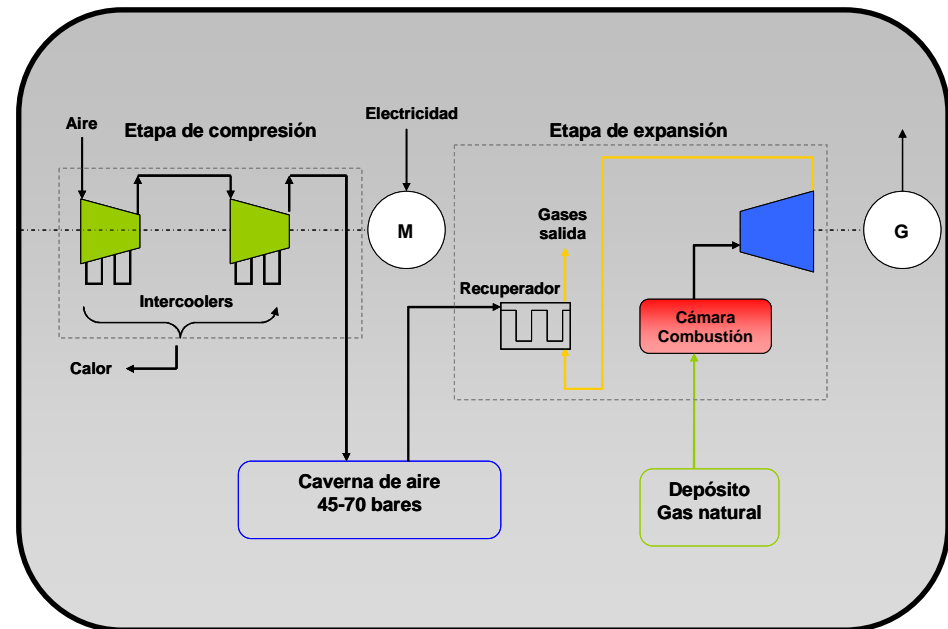 Aire
Etapa de compresión
Electricidad
Etapa de expansión
Gases
salida
M
G
Recuperador
Intercoolers
Cámara
Combustión
Calor
Caverna de aire
45-70 bares
Depósito
Gas natural